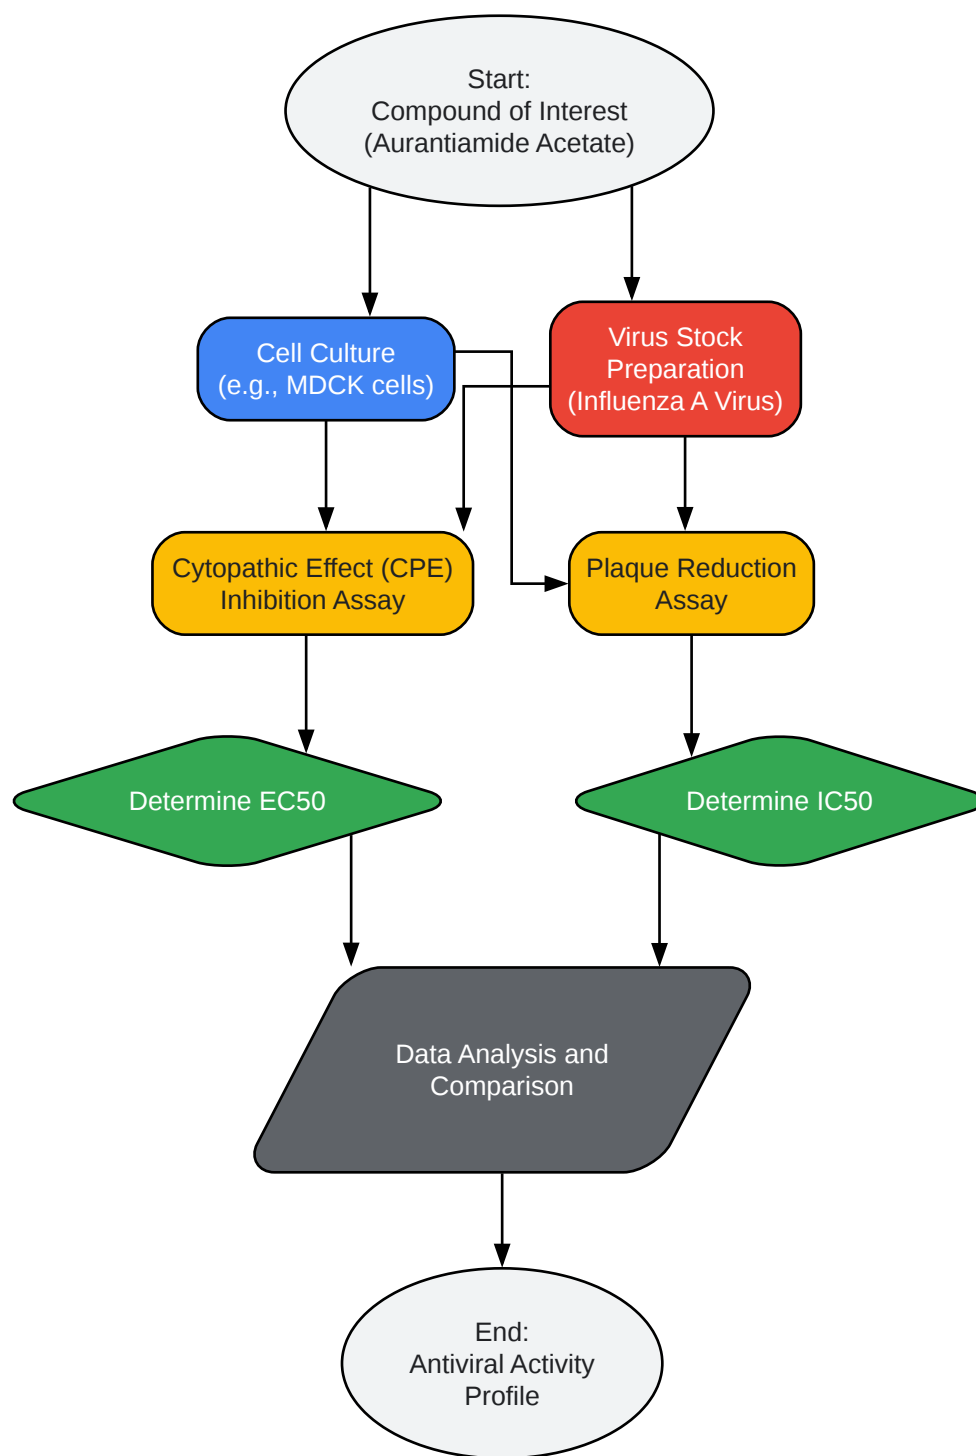 Start:
Compound of Interest
(Aurantiamide Acetate)
Cell Culture
(e.g., MDCK cells)
Virus Stock
Preparation
(Influenza A Virus)
Cytopathic Effect (CPE)
Inhibition Assay
Plaque Reduction
Assay
Determine EC50
Determine IC50
Data Analysis and
Comparison
End:
Antiviral Activity
Profile